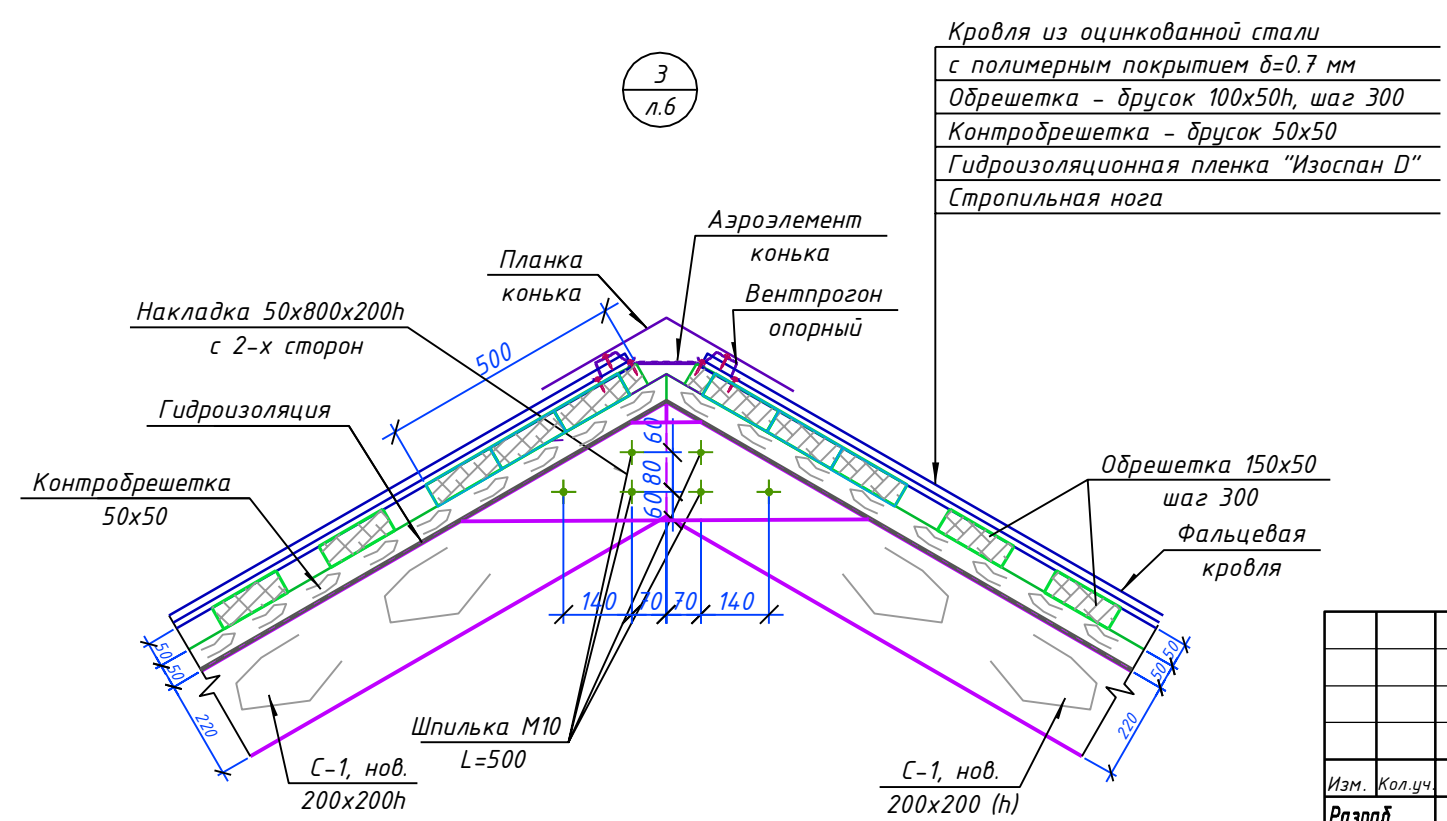 3
л.6
Кровля из оцинкованной стали
с полимерным покрытием δ=0.7 мм
Обрешетка - брусок 100х50h, шаг 300
Контробрешетка - брусок 50х50
Гидроизоляционная пленка "Изоспан D"
Стропильная нога
Аэроэлемент
конька
Планка
конька
Вентпрогон
опорный
Накладка 50х800х200h
с 2-х сторон
500
Гидроизоляция
60
80
60
Контробрешетка
50х50
Обрешетка 150х50
шаг 300
Фальцевая
кровля
140
70
70
140
50
50
220
50
50
220
Шпилька М10
L=500
С-1, нов.
200х200h
С-1, нов.
200х200 (h)
Изм.
Кол.уч.
Разраб